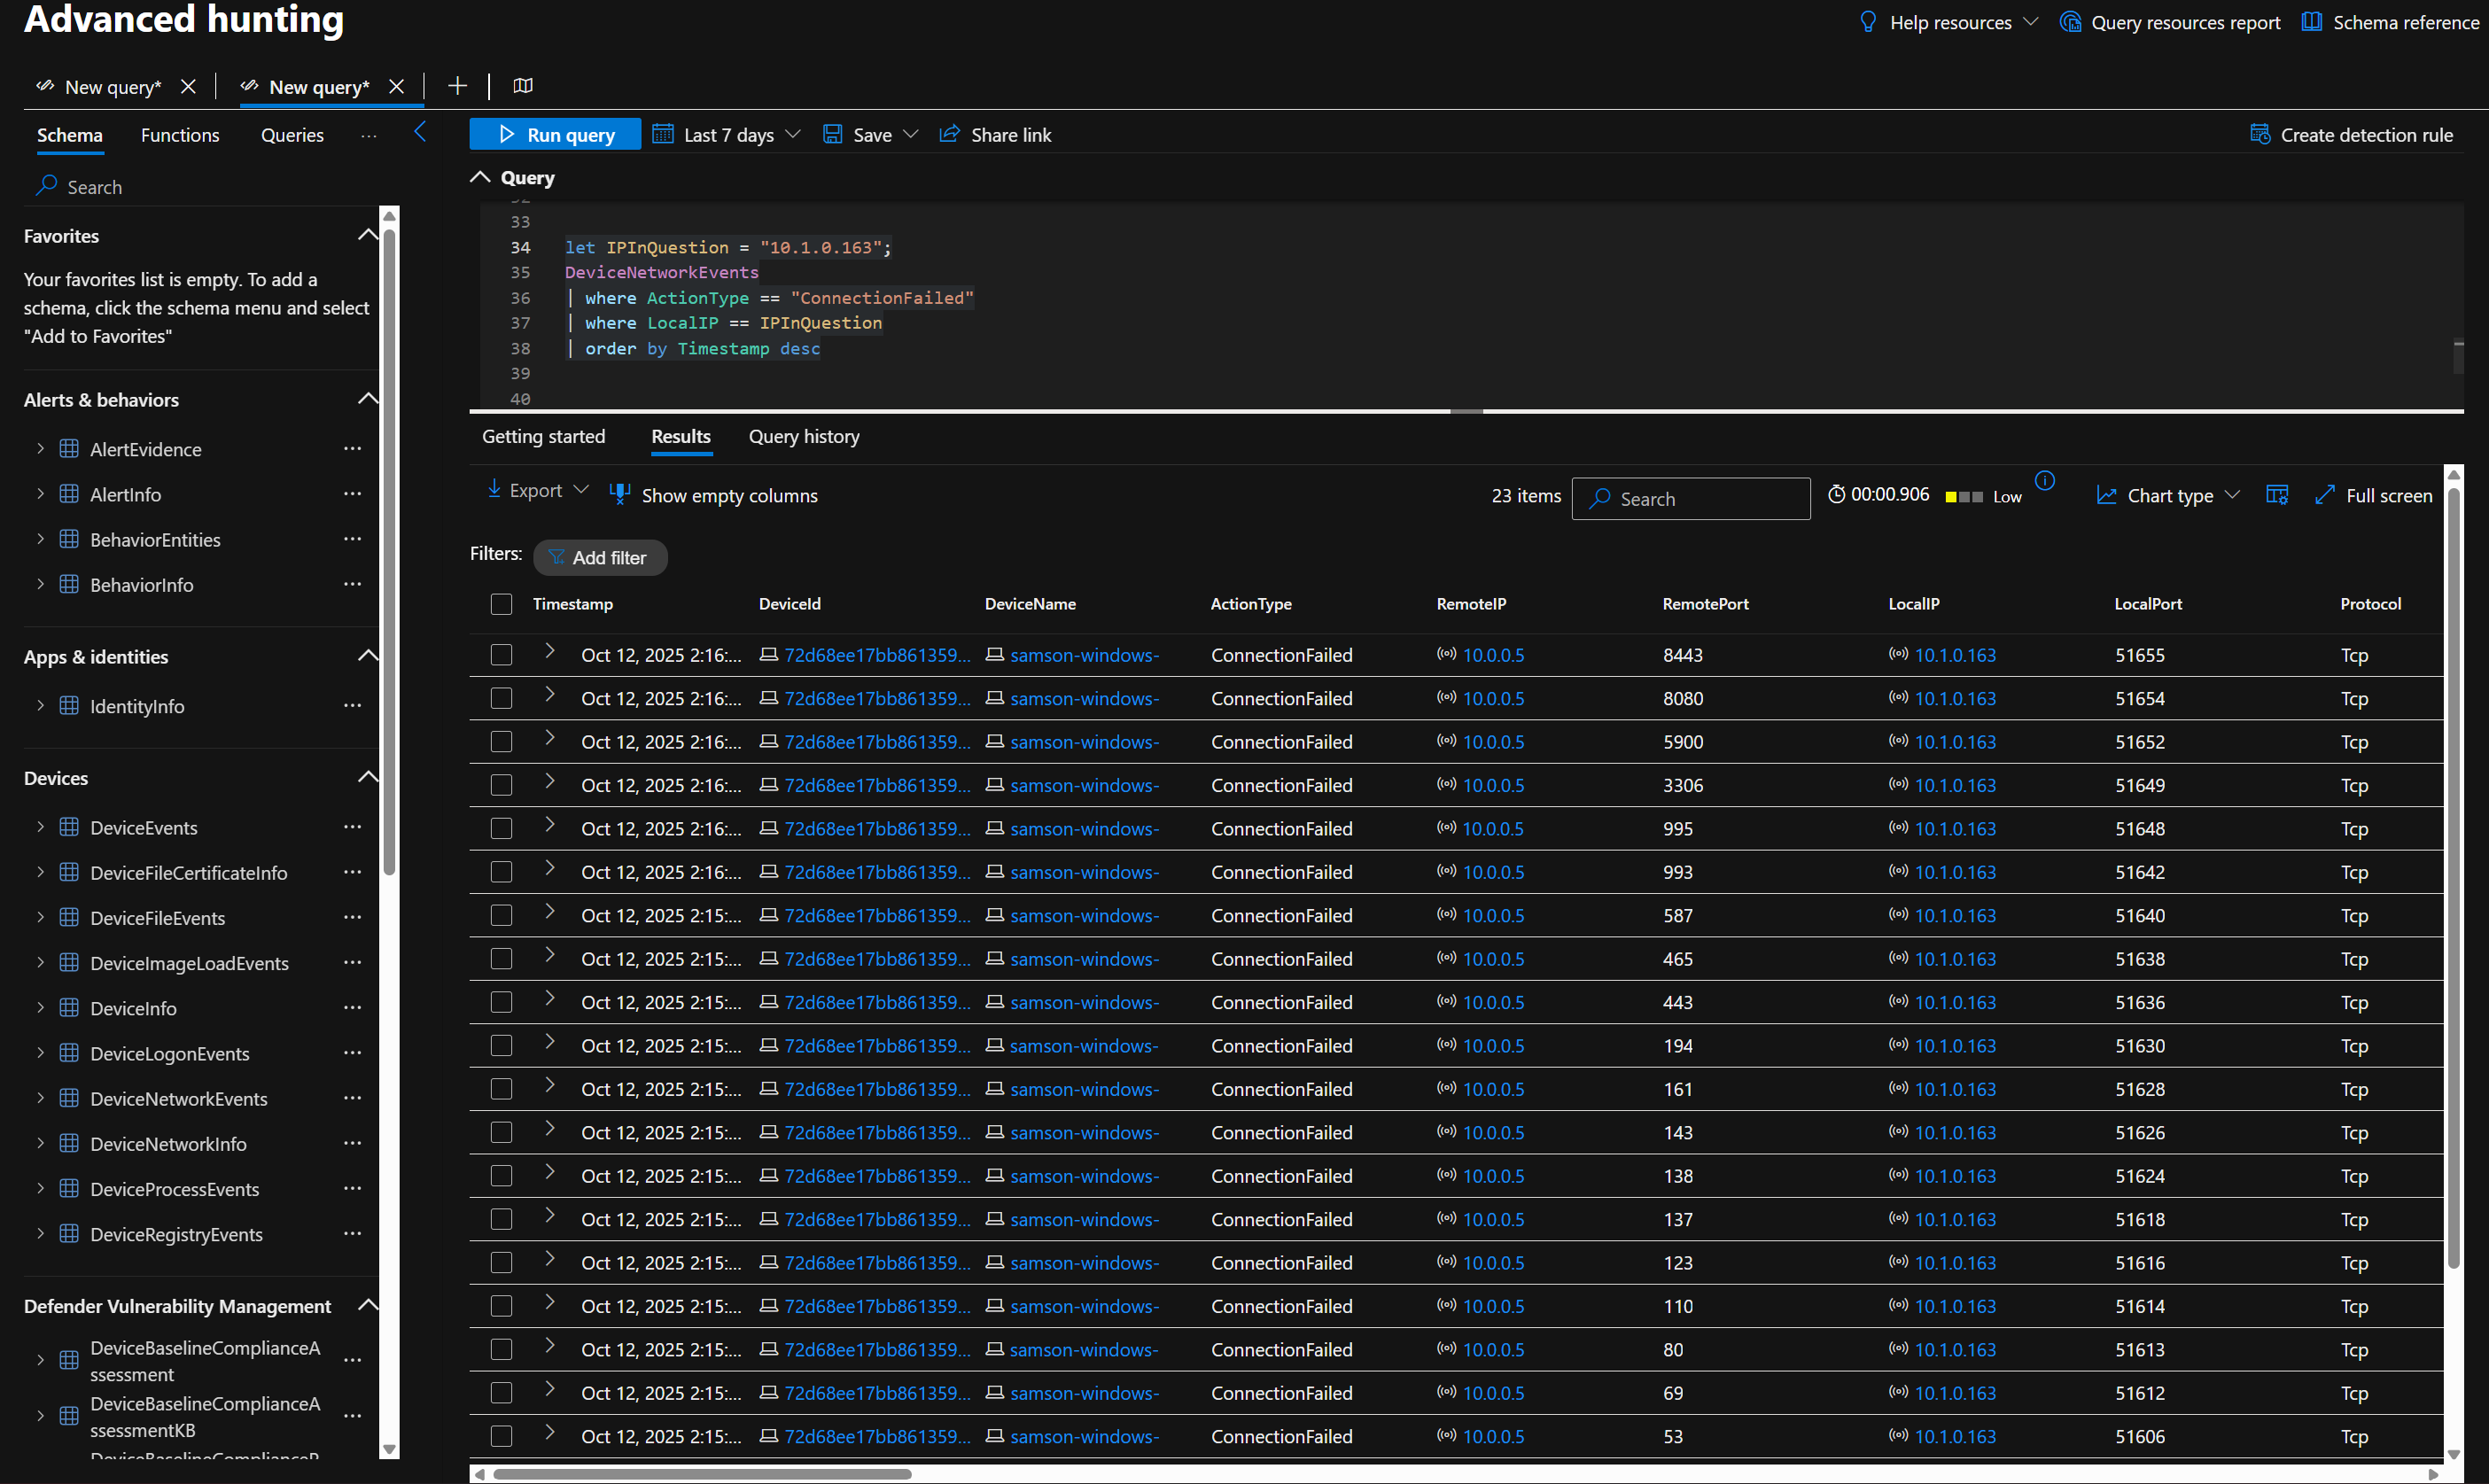 Advanced hunting
Help resources
Query resources report
Schema reference
New query*
New query*
Schema
Functions
Queries
Run query
Last 7 days
Save
Share link
Create detection rule
Search
Query
Favorites
Your favorites list is empty. To add a
schema, click the schema menu and select
"Add to Favorites"
33
34 let IPInQuestion = "10.1.0.163";
35 DeviceNetworkEvents
36 | where ActionType == "ConnectionFailed"
37 | where LocalIP == IPInQuestion
38 | order by Timestamp desc
39
40
Alerts & behaviors
AlertEvidence
AlertInfo
BehaviorEntities
BehaviorInfo
Apps & identities
IdentityInfo
Devices
DeviceEvents
DeviceFileCertificateInfo
DeviceFileEvents
DeviceImageLoadEvents
DeviceInfo
DeviceLogonEvents
DeviceNetworkEvents
DeviceNetworkInfo
DeviceProcessEvents
DeviceRegistryEvents
Defender Vulnerability Management
DeviceBaselineComplianceA
ssessment
DeviceBaselineComplianceA
ssessmentKB
Getting started
Results
Query history
Export
Show empty columns
23 items
Search
00:00.906
Low
Chart type
Full screen
Filters:
Add filter
Timestamp DeviceId DeviceName ActionType RemoteIP RemotePort LocalIP LocalPort Protocol
Oct 12, 2025 2:16:... 72d68ee17bb861359... samson-windows- ConnectionFailed 10.0.0.5 8443 10.1.0.163 51655 Tcp
Oct 12, 2025 2:16:... 72d68ee17bb861359... samson-windows- ConnectionFailed 10.0.0.5 8080 10.1.0.163 51654 Tcp
Oct 12, 2025 2:16:... 72d68ee17bb861359... samson-windows- ConnectionFailed 10.0.0.5 5900 10.1.0.163 51652 Tcp
Oct 12, 2025 2:16:... 72d68ee17bb861359... samson-windows- ConnectionFailed 10.0.0.5 3306 10.1.0.163 51649 Tcp
Oct 12, 2025 2:16:... 72d68ee17bb861359... samson-windows- ConnectionFailed 10.0.0.5 995 10.1.0.163 51648 Tcp
Oct 12, 2025 2:16:... 72d68ee17bb861359... samson-windows- ConnectionFailed 10.0.0.5 993 10.1.0.163 51642 Tcp
Oct 12, 2025 2:15:... 72d68ee17bb861359... samson-windows- ConnectionFailed 10.0.0.5 587 10.1.0.163 51640 Tcp
Oct 12, 2025 2:15:... 72d68ee17bb861359... samson-windows- ConnectionFailed 10.0.0.5 465 10.1.0.163 51638 Tcp
Oct 12, 2025 2:15:... 72d68ee17bb861359... samson-windows- ConnectionFailed 10.0.0.5 443 10.1.0.163 51636 Tcp
Oct 12, 2025 2:15:... 72d68ee17bb861359... samson-windows- ConnectionFailed 10.0.0.5 194 10.1.0.163 51630 Tcp
Oct 12, 2025 2:15:... 72d68ee17bb861359... samson-windows- ConnectionFailed 10.0.0.5 161 10.1.0.163 51628 Tcp
Oct 12, 2025 2:15:... 72d68ee17bb861359... samson-windows- ConnectionFailed 10.0.0.5 143 10.1.0.163 51626 Tcp
Oct 12, 2025 2:15:... 72d68ee17bb861359... samson-windows- ConnectionFailed 10.0.0.5 138 10.1.0.163 51624 Tcp
Oct 12, 2025 2:15:... 72d68ee17bb861359... samson-windows- ConnectionFailed 10.0.0.5 137 10.1.0.163 51618 Tcp
Oct 12, 2025 2:15:... 72d68ee17bb861359... samson-windows- ConnectionFailed 10.0.0.5 123 10.1.0.163 51616 Tcp
Oct 12, 2025 2:15:... 72d68ee17bb861359... samson-windows- ConnectionFailed 10.0.0.5 110 10.1.0.163 51614 Tcp
Oct 12, 2025 2:15:... 72d68ee17bb861359... samson-windows- ConnectionFailed 10.0.0.5 80 10.1.0.163 51613 Tcp
Oct 12, 2025 2:15:... 72d68ee17bb861359... samson-windows- ConnectionFailed 10.0.0.5 69 10.1.0.163 51612 Tcp
Oct 12, 2025 2:15:... 72d68ee17bb861359... samson-windows- ConnectionFailed 10.0.0.5 53 10.1.0.163 51606 Tcp